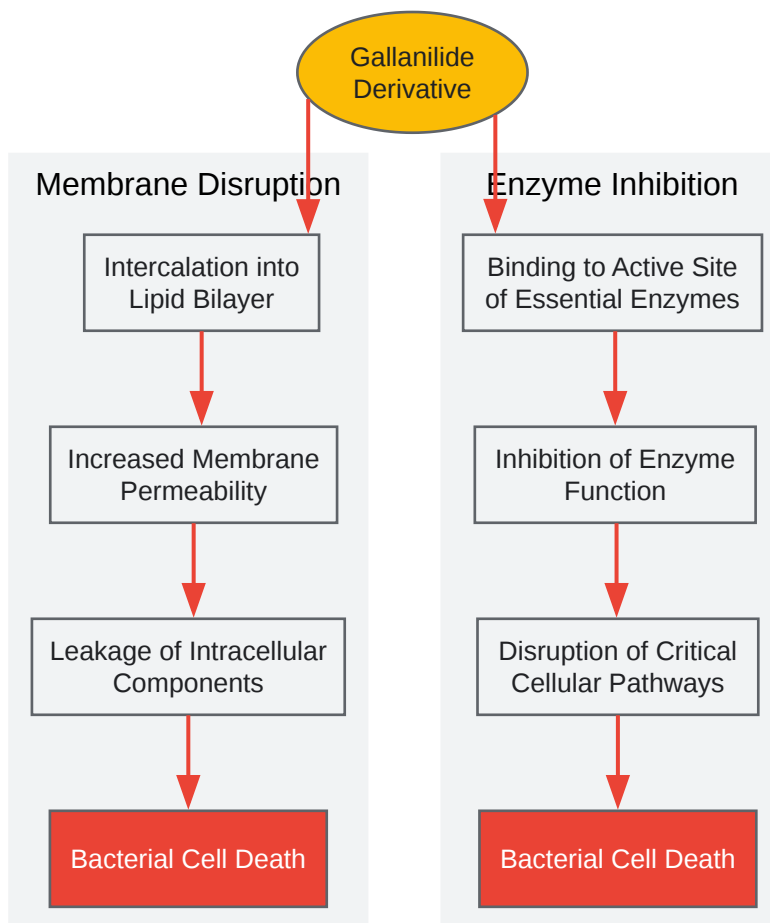 Gallanilide
Derivative
Membrane Disruption
Intercalation into
Lipid Bilayer
Increased Membrane
Permeability
Leakage of Intracellular
Components
Bacterial Cell Death
Enzyme Inhibition
Binding to Active Site
of Essential Enzymes
Inhibition of Enzyme
Function
Disruption of Critical
Cellular Pathways
Bacterial Cell Death